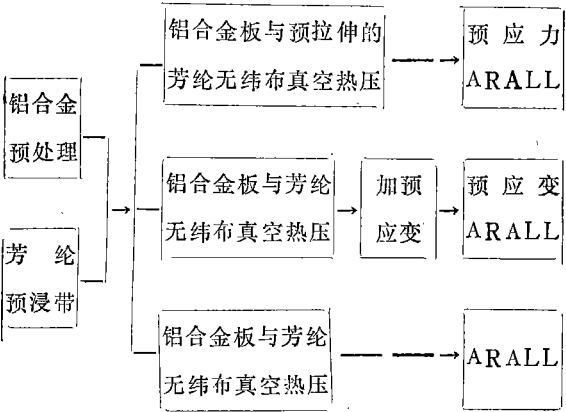 铝合金
预处理
芳纶
预浸带
铝合金板与预拉伸的
芳纶无纬布真空热压
预应力
ARALL
铝合金板与芳纶
无纬布真空热压
加预
应变
预应变
ARALL
铝合金板与芳纶
无纬布真空热压
ARALL